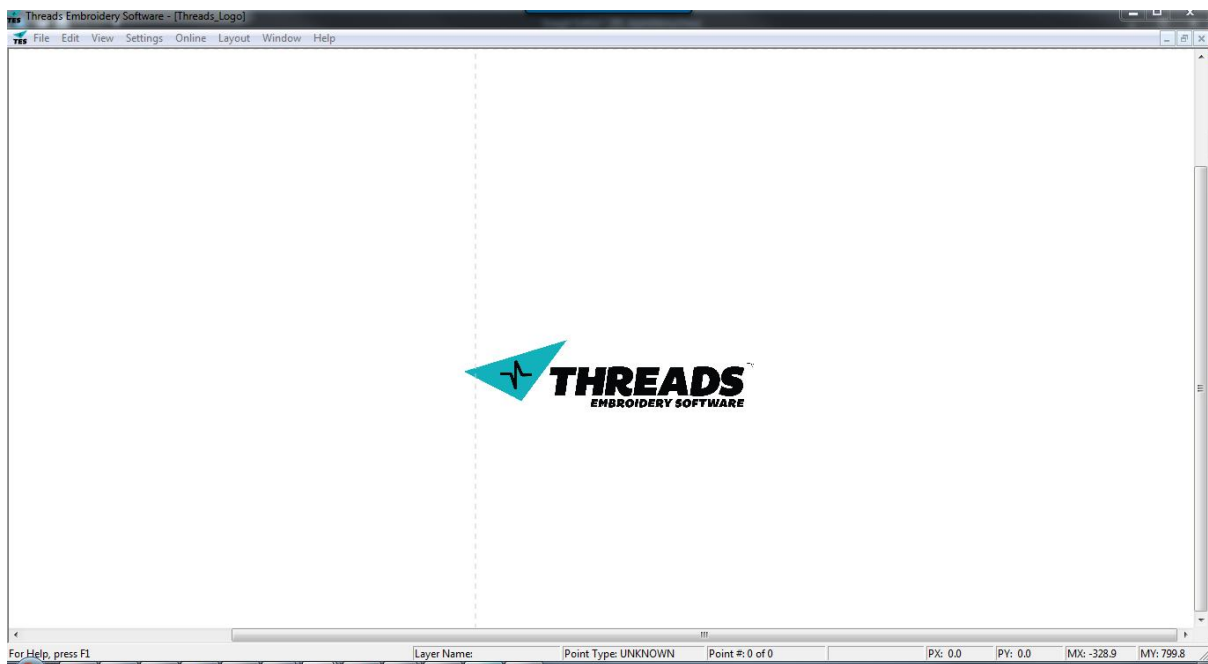 TES Threads Embroidery Software - [Threads_Logo]
TES File Edit View Settings Online Layout Window Help
THREADS
EMBROIDERY SOFTWARE
For Help, press F1 Layer Name: Point Type: UNKNOWN Point #: 0 of 0 PX: 0.0 PY: 0.0 MX: -328.9 MY: 799.8